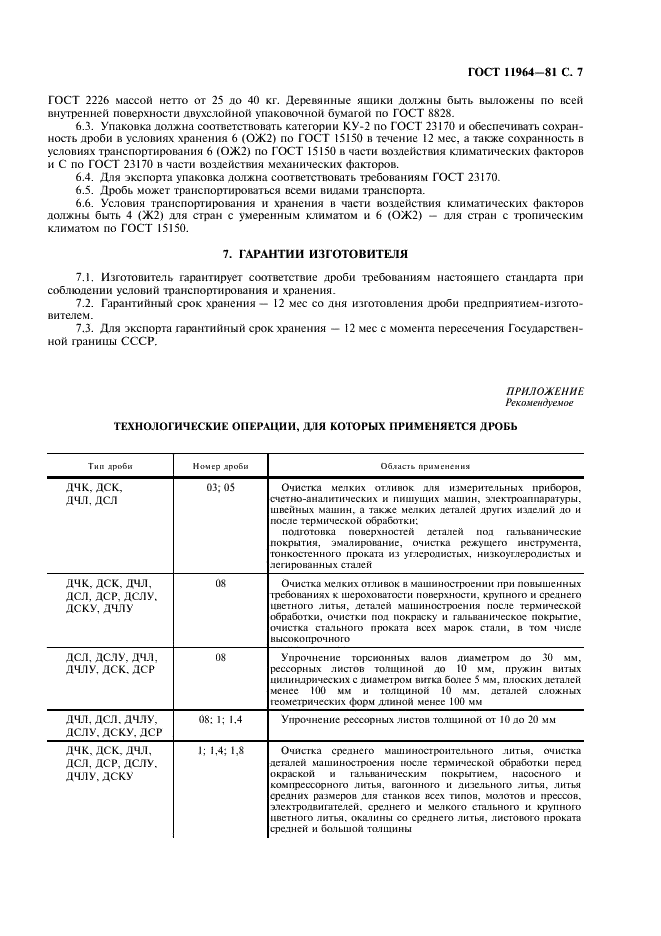 ГОСТ 11964—81 С. 7
ГОСТ 2226 массой нетто от 25 до 40 кг. Деревянные ящики должны быть выложены по всей
внутренней поверхности двухслойной упаковочной бумагой по ГОСТ 8828.
6.3. Упаковка должна соответствовать категории КУ-2 по ГОСТ 23170 и обеспечивать сохран-
ность дроби в условиях хранения 6 (ОЖ2) по ГОСТ 15150 в течение 12 мес, а также сохранность в
условиях транспортирования 6 (ОЖ2) по ГОСТ 15150 в части воздействия климатических факторов
и С по ГОСТ 23170 в части воздействия механических факторов.
6.4. Для экспорта упаковка должна соответствовать требованиям ГОСТ 23170.
6.5. Дробь может транспортироваться всеми видами транспорта.
6.6. Условия транспортирования и хранения в части воздействия климатических факторов
должны быть 4 (Ж2) для стран с умеренным климатом и 6 (ОЖ2) — для стран с тропическим
климатом по ГОСТ 15150.
7. ГАРАНТИИ ИЗГОТОВИТЕЛЯ
7.1. Изготовитель гарантирует соответствие дроби требованиям настоящего стандарта при
соблюдении условий транспортирования и хранения.
7.2. Гарантийный срок хранения — 12 мес со дня изготовления дроби предприятием-изгото-
вителем.
7.3. Для экспорта гарантийный срок хранения — 12 мес с момента пересечения Государствен-
ной границы СССР.
ПРИЛОЖЕНИЕ
Рекомендуемое
ТЕХНОЛОГИЧЕСКИЕ ОПЕРАЦИИ, ДЛЯ КОТОРЫХ ПРИМЕНЯЕТСЯ ДРОБЬ
Тип дроби Номер дроби Область применения
ДЧК, ДСК,
ДЧЛ, ДСЛ
03; 05
Очистка мелких отливок для измерительных приборов,
счетно-аналитических и пишущих машин, электроаппаратуры,
швейных машин, а также мелких деталей других изделий до и
после термической обработки;
подготовка поверхностей деталей под гальванические
покрытия, эмалирование, очистка режущего инструмента,
тонкостенного проката из углеродистых, низкоуглеродистых и
легированных сталей
ДЧК, ДСК, ДЧЛ,
ДСЛ, ДСР, ДСЛУ,
ДСКУ, ДЧЛУ
08
Очистка мелких отливок в машиностроении при повышенных
требованиях к шероховатости поверхности, крупного и среднего
цветного литья, деталей машиностроения после термической
обработки, очистки под покраску и гальваническое покрытие,
очистка стального проката всех марок стали, в том числе
высокопрочного
ДСЛ, ДСЛУ, ДЧЛ,
ДЧЛУ, ДСК, ДСР
08
Упрочнение торсионных валов диаметром до 30 мм,
рессорных листов толщиной до 10 мм, пружин витых
цилиндрических с диаметром витка более 5 мм, плоских деталей
менее 100 мм и толщиной 10 мм, деталей сложных
геометрических форм длиной менее 100 мм
ДЧЛ, ДСЛ, ДЧЛУ,
ДСЛУ, ДСКУ, ДСР
08; 1; 1,4
Упрочнение рессорных листов толщиной от 10 до 20 мм
ДЧК, ДСК, ДЧЛ,
ДСЛ, ДСР, ДСЛУ,
ДЧЛУ, ДСКУ
1; 1,4; 1,8
Очистка среднего машиностроительного литья, очистка
деталей машиностроения после термической обработки перед
окраской и гальваническим покрытием, насосного и
компрессорного литья, вагонного и дизельного литья, литья
средних размеров для станков всех типов, молотов и прессов,
электродвигателей, среднего и мелкого стального и крупного
цветного литья, окалины со среднего литья, листового проката
средней и большой толщины